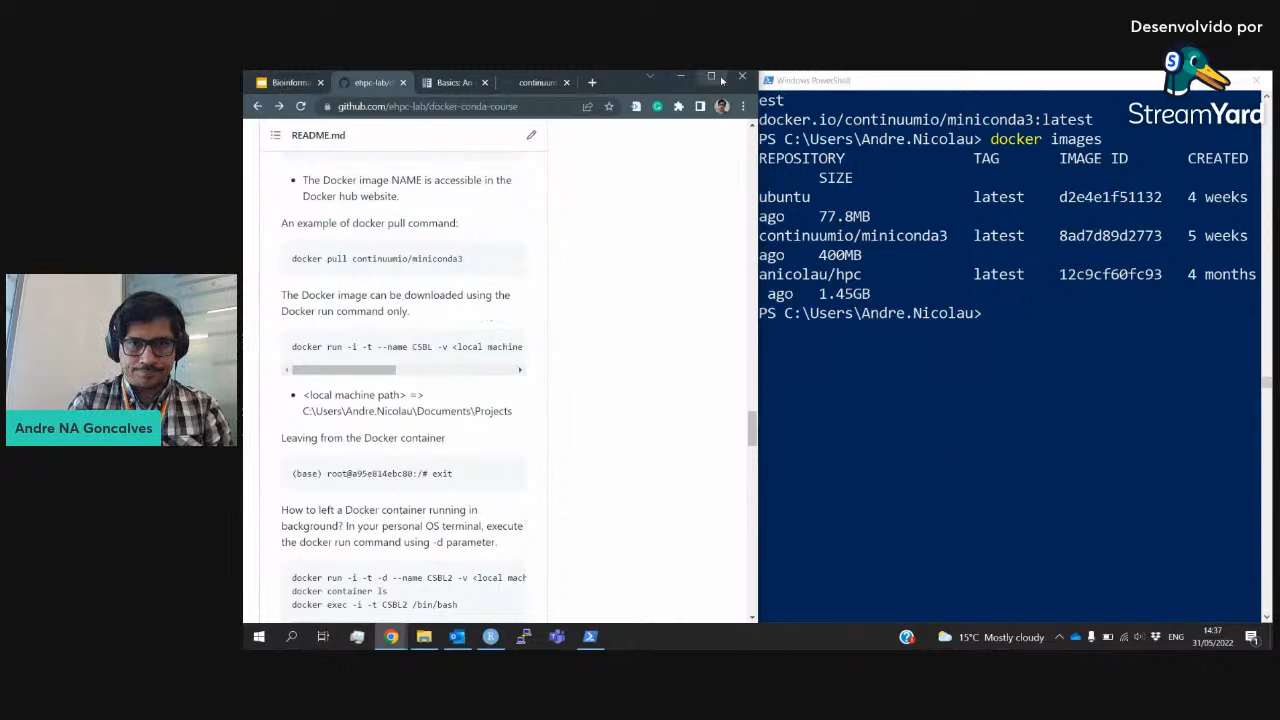 Desenvolvido por
StreamYard
Bioinforma
ehpc-lab/d
Basics: An
continuum
github.com/ehpc-lab/docker-conda-course
README.md
The Docker image NAME is accessible in the
Docker hub website.
An example of docker pull command:
docker pull continuumio/miniconda3
The Docker image can be downloaded using the
Docker run command only.
docker run -i -t --name CSBL -v <local machine
<local machine path> =>
C:\Users\Andre.Nicolau\Documents\Projects
Leaving from the Docker container
(base) root@a95e814ebc80:/# exit
How to left a Docker container running in
background? In your personal OS terminal, execute
the docker run command using -d parameter.
docker run -i -t -d --name CSBL2 -v <local mach
docker container ls
docker exec -i -t CSBL2 /bin/bash
Windows PowerShell
est
docker.io/continuumio/miniconda3:latest
PS C:\Users\Andre.Nicolau> docker images
REPOSITORY TAG IMAGE ID CREATED
SIZE
ubuntu latest d2e4e1f51132 4 weeks
ago 77.8MB
continuumio/miniconda3 latest 8ad7d89d2773 5 weeks
ago 400MB
anicolau/hpc latest 12c9cf60fc93 4 months
ago 1.45GB
PS C:\Users\Andre.Nicolau>
Andre NA Goncalves
15°C Mostly cloudy
ENG
14:37
31/05/2022